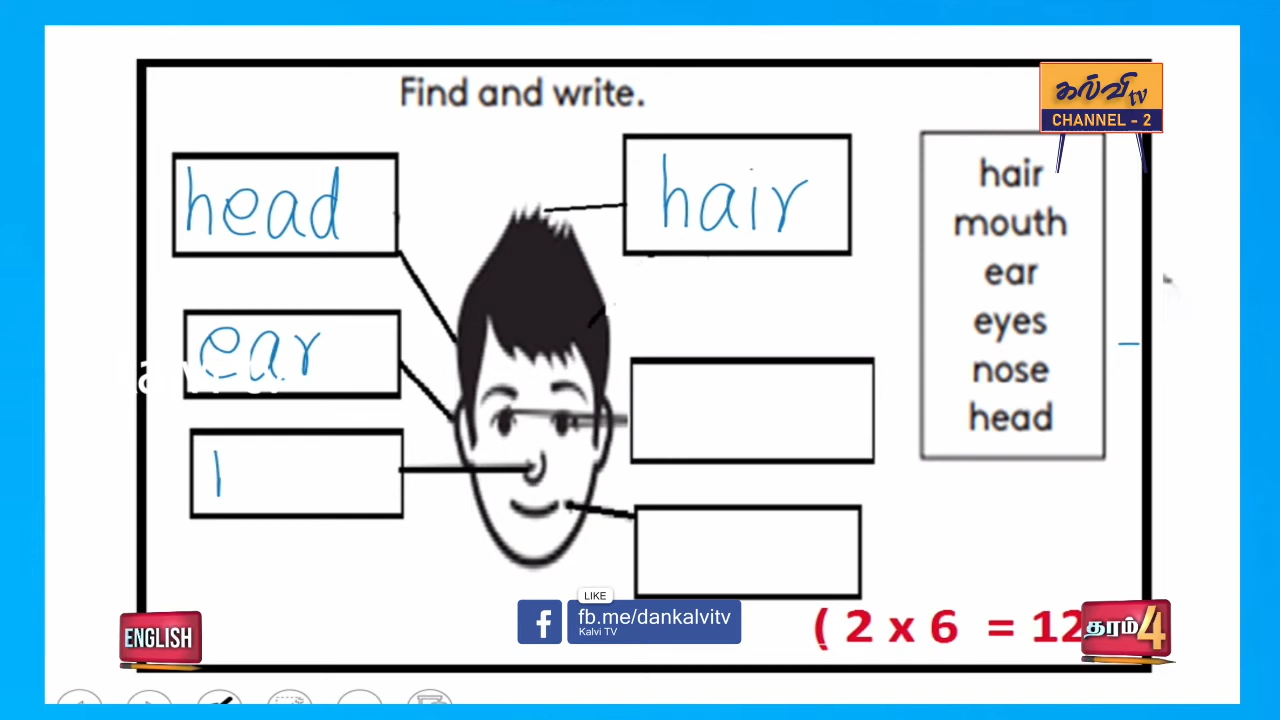 Find and write.
கல்வி tv
CHANNEL - 2
head
hair
hair
mouth
ear
eyes
nose
head
ear
LIKE
fb.me/dankalvitv
Kalvi TV
( 2 x 6 = 12
ENGLISH
தரம் 4